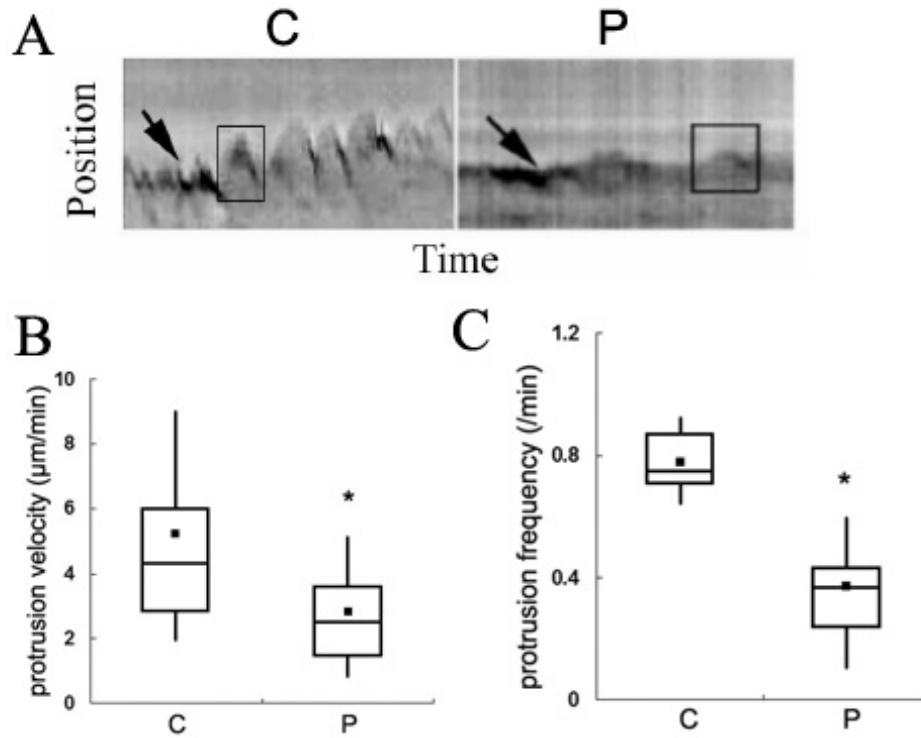 A
C
P
Position
Time
B
protrusion velocity (μm/min)
10
8
6
4
2
0
*
C
P
C
protrusion frequency (/min)
1.2
0.8
0.4
0
*
C
P